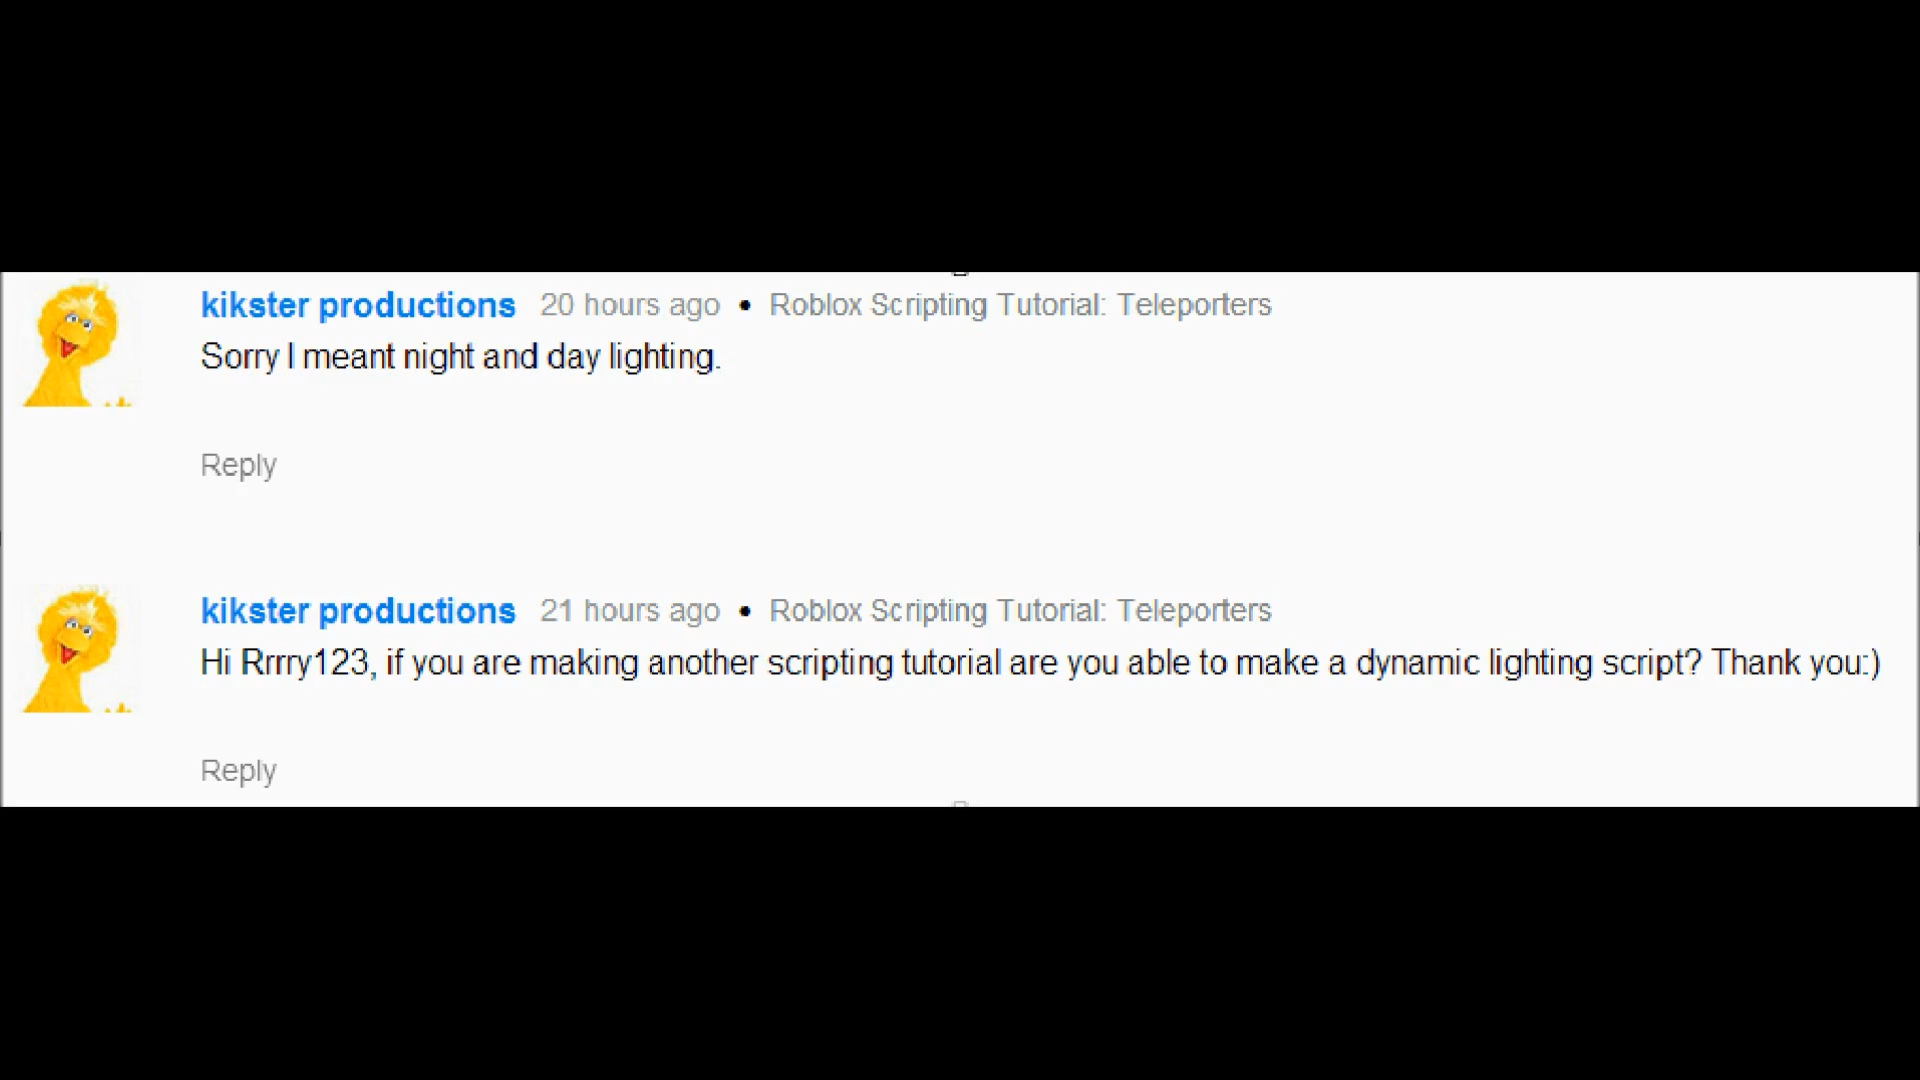 kikster productions 20 hours ago • Roblox Scripting Tutorial: Teleporters
Sorry I meant night and day lighting.
Reply
kikster productions 21 hours ago • Roblox Scripting Tutorial: Teleporters
Hi Rrrry123, if you are making another scripting tutorial are you able to make a dynamic lighting script? Thank you:)
Reply